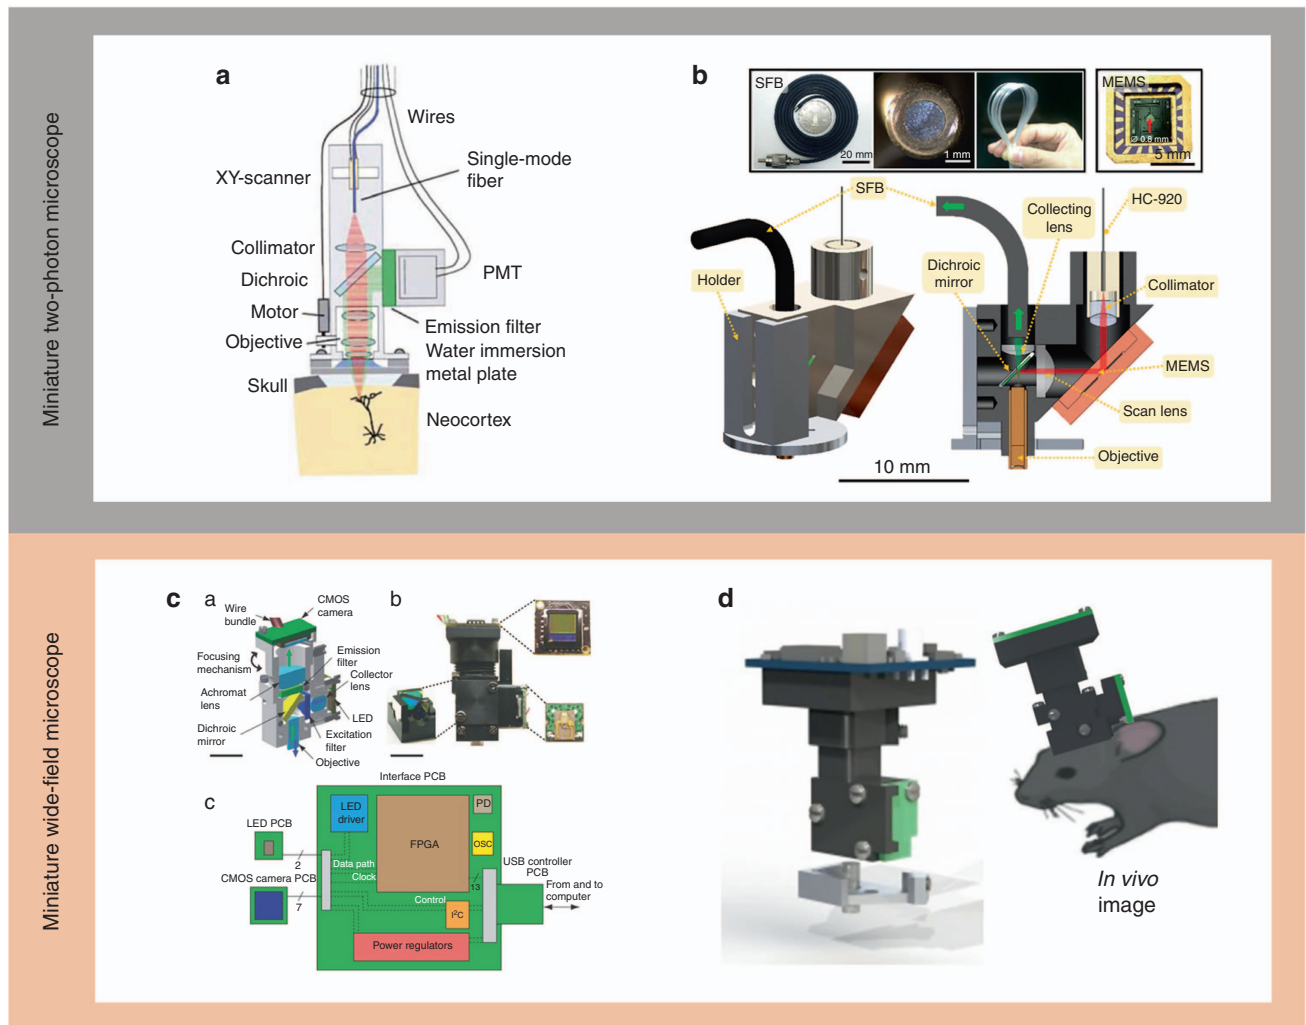 Miniature two-photon microscope
a
Wires
Single-mode
fiber
XY-scanner
Collimator
Dichroic
PMT
Motor
Objective
Emission filter
Water immersion
metal plate
Skull
Neocortex
b
SFB
20 mm
1 mm
MEMS
Ø 0.8 mm
5 mm
SFB
HC-920
Collecting
lens
Dichroic
mirror
Holder
Collimator
MEMS
Scan lens
Objective
10 mm
Miniature wide-field microscope
c
a
Wire
bundle
CMOS
camera
Focusing
mechanism
Emission
filter
Collector
lens
Achromat
lens
LED
Dichroic
mirror
Excitation
filter
Objective
b
c
Interface PCB
LED
driver
FPGA
PD
OSC
LED PCB
2
Data path
Clock
USB controller
PCB
CMOS camera PCB
7
13
From and to
computer
Control
I²C
Power regulators
d
In vivo
image